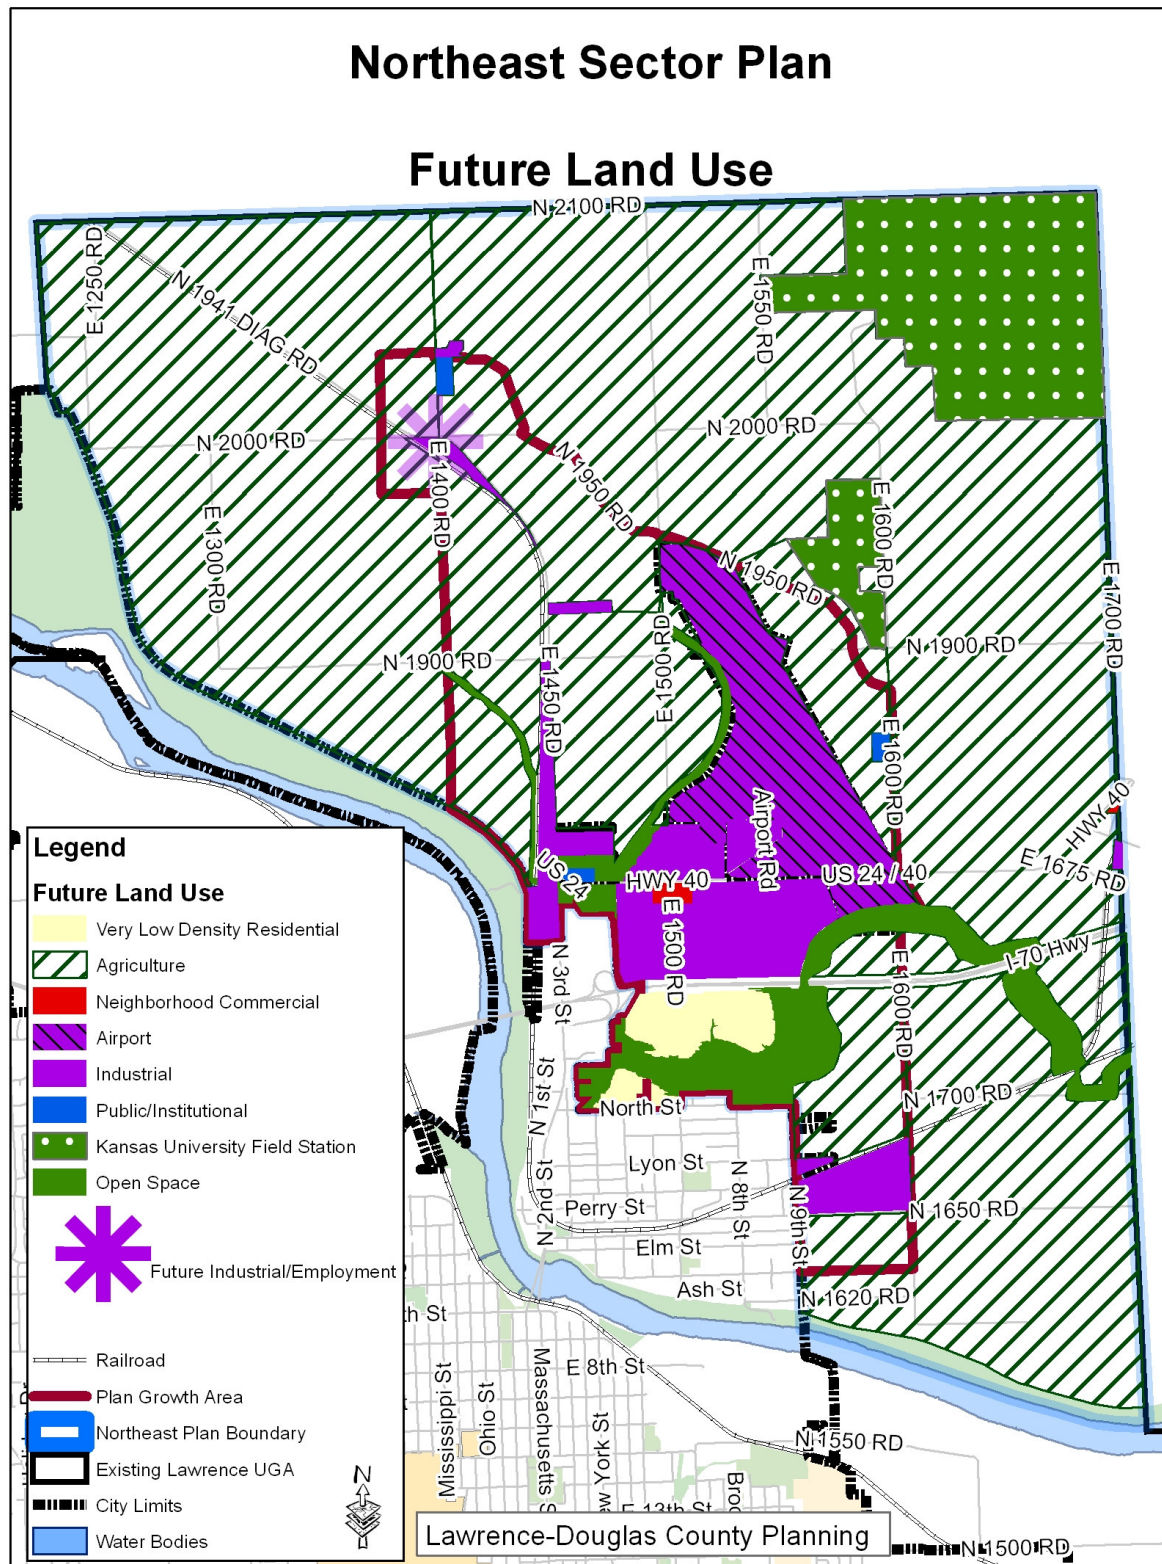 Northeast Sector Plan
Future Land Use
N 2100 RD
E 1250 RD
N 1941 DIAG RD
E 1550 RD
N 2000 RD
N 2000 RD
N 1950 RD
E 1400 RD
E 1300 RD
E 1600 RD
N 1950 RD
E 1700 RD
N 1900 RD
E 1450 RD
E 1500 RD
N 1900 RD
E 1600 RD
Airport Rd
HWY 40
E 1675 RD
US 24
HWY 40
US 24 / 40
E 1500 RD
I-70 Hwy
N 3rd St
E 1600 RD
N 1st St
North St
N 1700 RD
Lyon St
N 8th St
N 2nd St
Perry St
N 9th St
N 1650 RD
Elm St
Ash St
N 1620 RD
th St
E 8th St
Mississippi St
Ohio St
Massachusetts S
ew York St
N 1550 RD
Broo
E 13th St
N 1500 RD
Legend
Future Land Use
Very Low Density Residential
Agriculture
Neighborhood Commercial
Airport
Industrial
Public/Institutional
Kansas University Field Station
Open Space
Future Industrial/Employment
Railroad
Plan Growth Area
Northeast Plan Boundary
Existing Lawrence UGA
City Limits
Water Bodies
N
Lawrence-Douglas County Planning